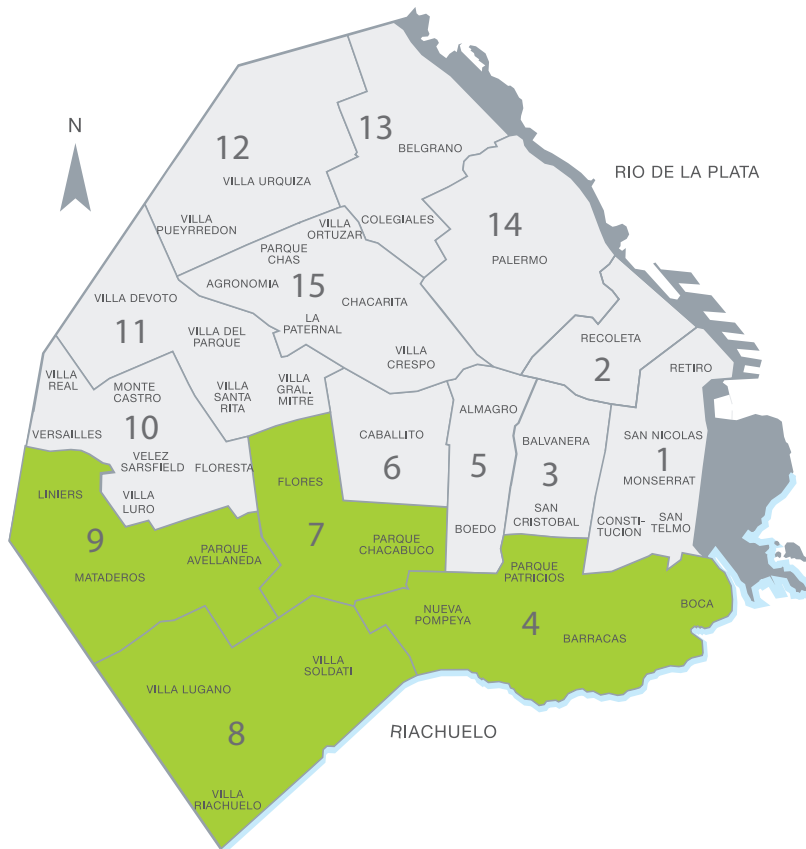 N
RIO DE LA PLATA
12
VILLA URQUIZA
VILLA
PUEYRREDON
13
BELGRANO
COLEGIALES
14
PALERMO
VILLA
ORTUZAR
PARQUE
CHAS
AGRONOMIA
15
CHACARITA
LA
PATERNAL
VILLA
CRESPO
VILLA DEVOTO
11
VILLA DEL
PARQUE
VILLA
SANTA
RITA
VILLA
GRAL.
MITRE
RECOLETA
2
RETIRO
SAN NICOLAS
1
MONSERRAT
CONSTI-
TUCION
SAN
TELMO
VILLA
REAL
MONTE
CASTRO
VERSAILLES
10
VELEZ
SARSFIELD
FLORESTA
VILLA
LURO
CABALLITO
6
ALMAGRO
5
BOEDO
BALVANERA
3
SAN
CRISTOBAL
LINIERS
9
MATADEROS
PARQUE
AVELLANEDA
FLORES
7
PARQUE
CHACABUCO
PARQUE
PATRICIOS
NUEVA
POMPEYA
4
BARRACAS
BOCA
VILLA
SOLDATI
VILLA LUGANO
8
VILLA
RIACHUELO
RIACHUELO